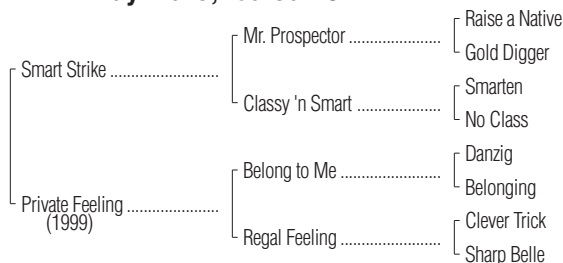 Raise a Native
Mr. Prospector
Gold Digger
Smart Strike
Smarten
Classy 'n Smart
No Class
Danzig
Belong to Me
Belonging
Private Feeling
(1999)
Clever Trick
Regal Feeling
Sharp Belle